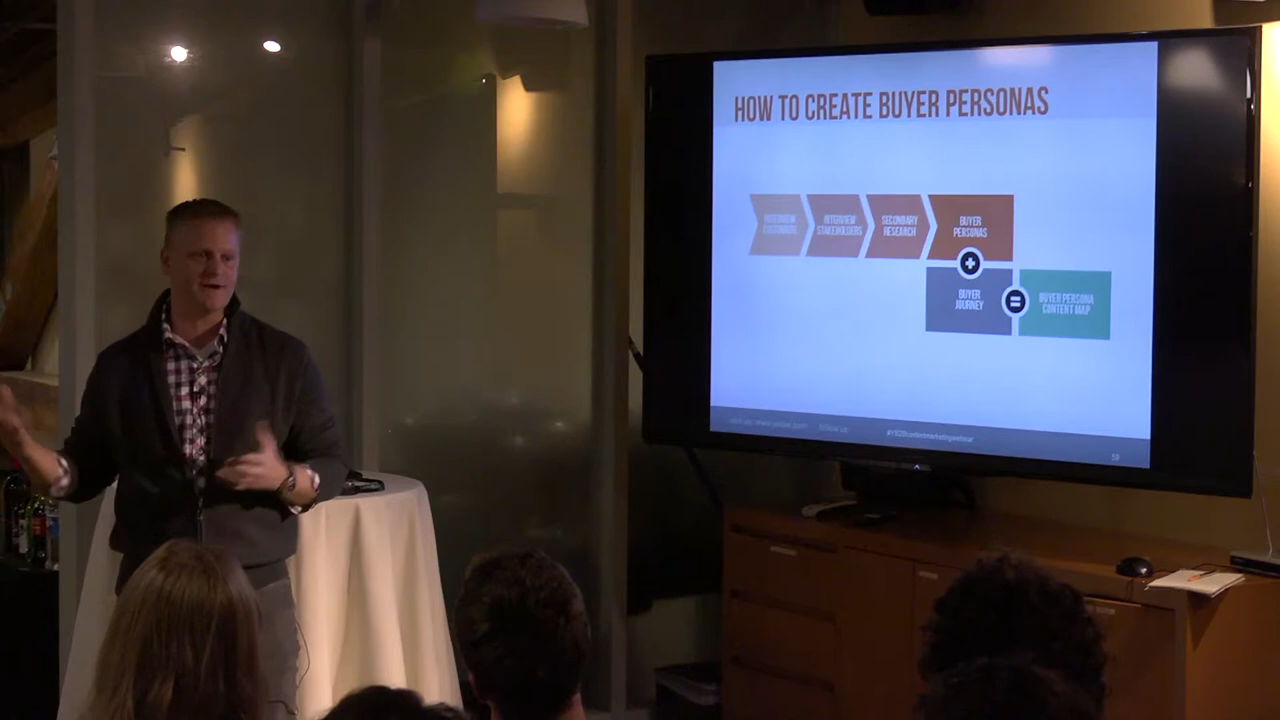 HOW TO CREATE BUYER PERSONAS
INTERVIEW
CUSTOMERS
INTERVIEW
STAKEHOLDERS
SECONDARY
RESEARCH
BUYER
PERSONAS
BUYER
JOURNEY
BUYER PERSONA
CONTENT MAP
59